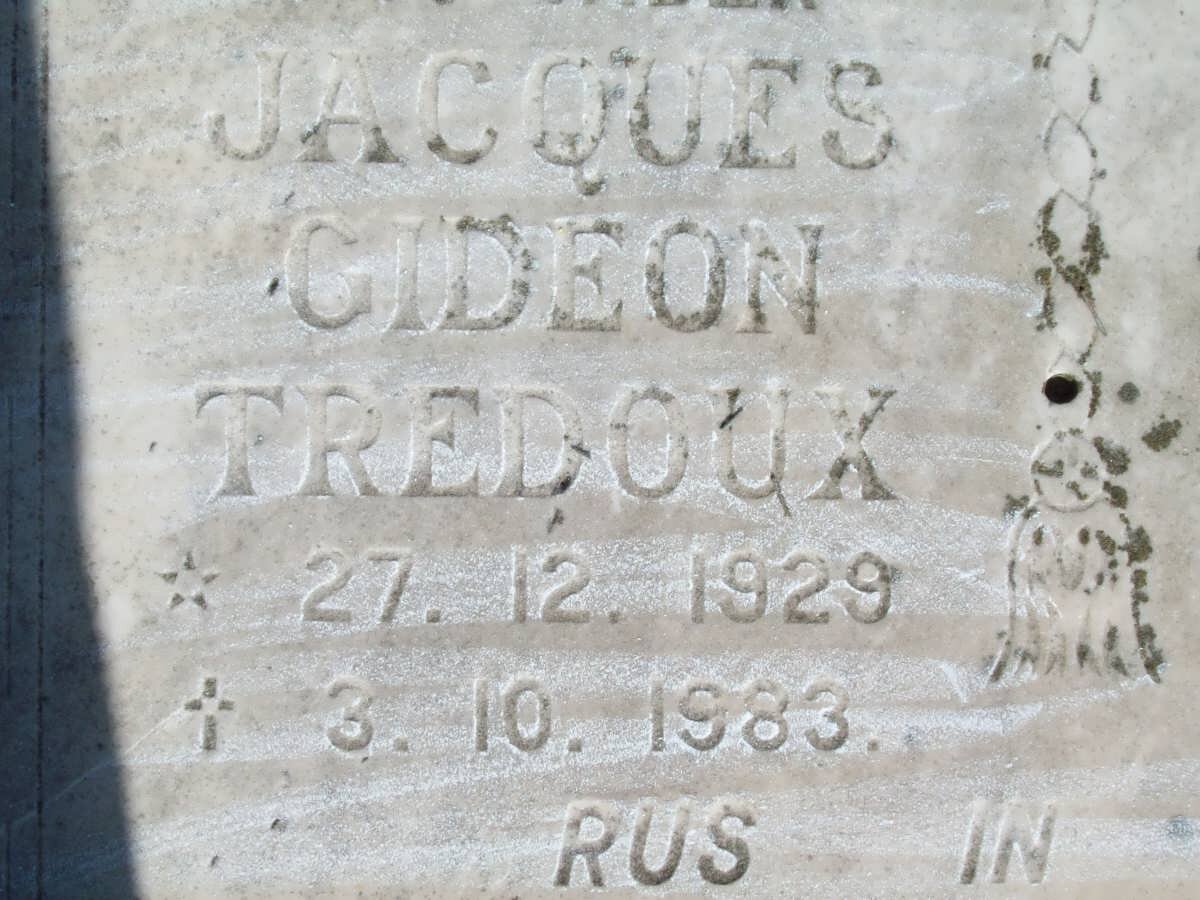 JACQUES
GIDEON
TREDOUX
☆ 27. 12. 1929
✝ 3. 10. 1983.
RUS IN